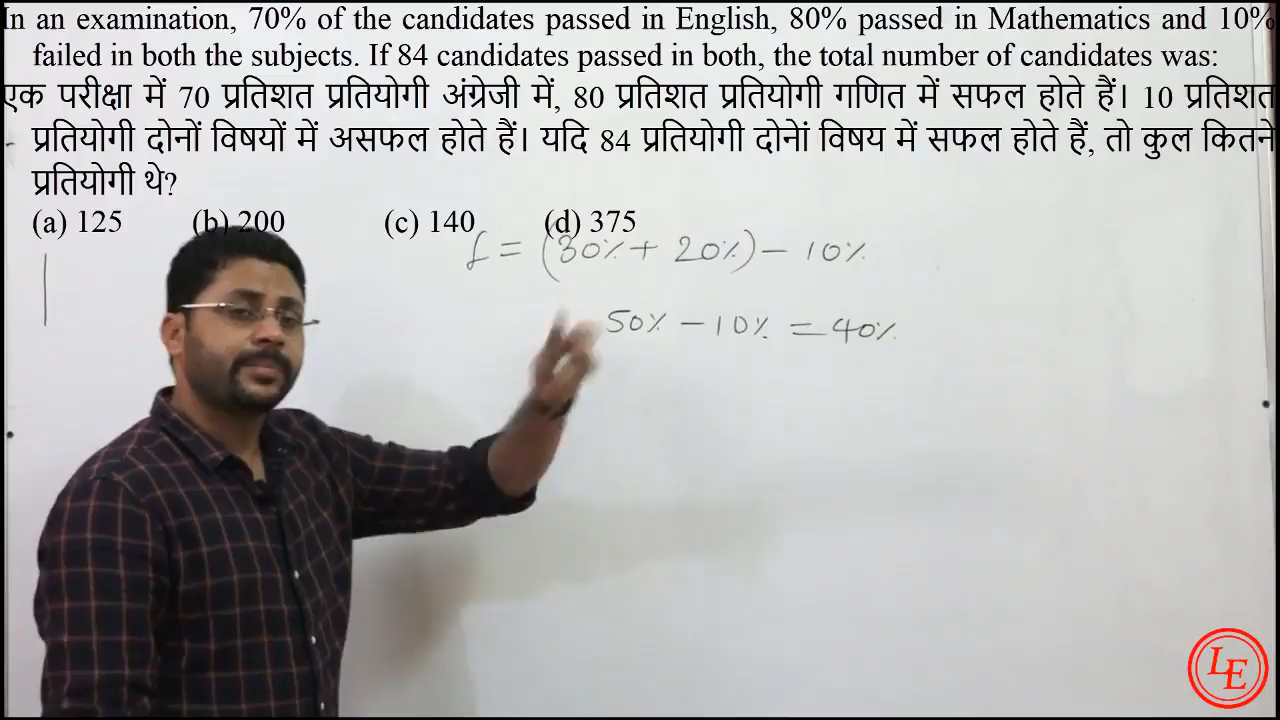 In an examination, 70% of the candidates passed in English, 80% passed in Mathematics and 10%
failed in both the subjects. If 84 candidates passed in both, the total number of candidates was:
एक परीक्षा में 70 प्रतिशत प्रतियोगी अंग्रेजी में, 80 प्रतिशत प्रतियोगी गणित में सफल होते हैं। 10 प्रतिशत
प्रतियोगी दोनों विषयों में असफल होते हैं। यदि 84 प्रतियोगी दोनों विषय में सफल होते हैं, तो कुल कितने
प्रतियोगी थे?
(a) 125 (b) 200 (c) 140 (d) 375
f = (30% + 20%) - 10%
50% - 10% = 40%
LE